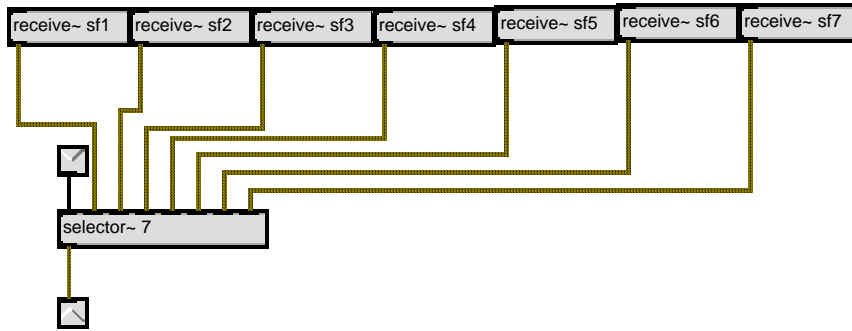 receive~ sf1
receive~ sf2
receive~ sf3
receive~ sf4
receive~ sf5
receive~ sf6
receive~ sf7
selector~ 7